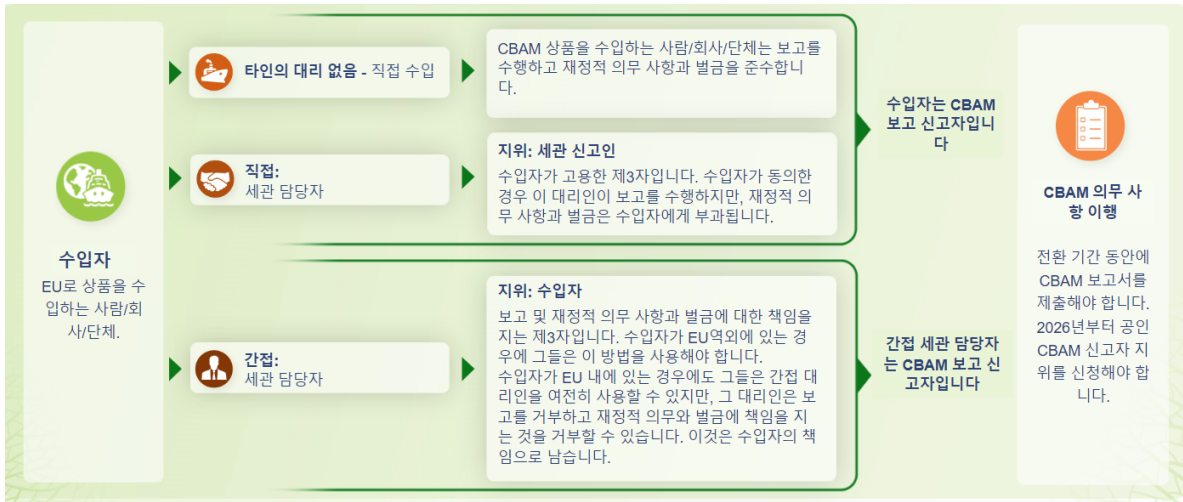 수입자
EU로 상품을 수
입하는 사람/회
사/단체.
타인의 대리 없음 - 직접 수입
CBAM 상품을 수입하는 사람/회사/단체는 보고를
수행하고 재정적 의무 사항과 벌금을 준수합니
다.
직접:
세관 담당자
지위: 세관 신고인
수입자가 고용한 제3자입니다. 수입자가 동의한
경우 이 대리인이 보고를 수행하지만, 재정적 의
무 사항과 벌금은 수입자에게 부과됩니다.
수입자는 CBAM
보고 신고자입니
다
간접:
세관 담당자
지위: 수입자
보고 및 재정적 의무 사항과 벌금에 대한 책임을
지는 제3자입니다. 수입자가 EU역외에 있는 경
우에 그들은 이 방법을 사용해야 합니다.
수입자가 EU 내에 있는 경우에도 그들은 간접 대
리인을 여전히 사용할 수 있지만, 그 대리인은 보
고를 거부하고 재정적 의무와 벌금에 책임을 지
는 것을 거부할 수 있습니다. 이것은 수입자의 책
임으로 남습니다.
간접 세관 담당자
는 CBAM 보고 신
고자입니다
CBAM 의무 사
항 이행
전환 기간 동안에
CBAM 보고서를
제출해야 합니다.
2026년부터 공인
CBAM 신고자 지
위를 신청해야 합
니다.